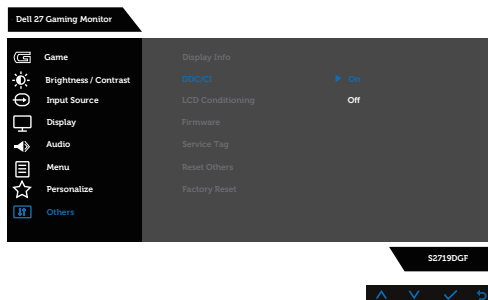 Dell 27 Gaming Monitor
Game
Display Info
Brightness / Contrast
DDC/CI
On
Input Source
LCD Conditioning
Off
Display
Firmware
Audio
Service Tag
Menu
Reset Others
Personalize
Factory Reset
Others
S2719DGF